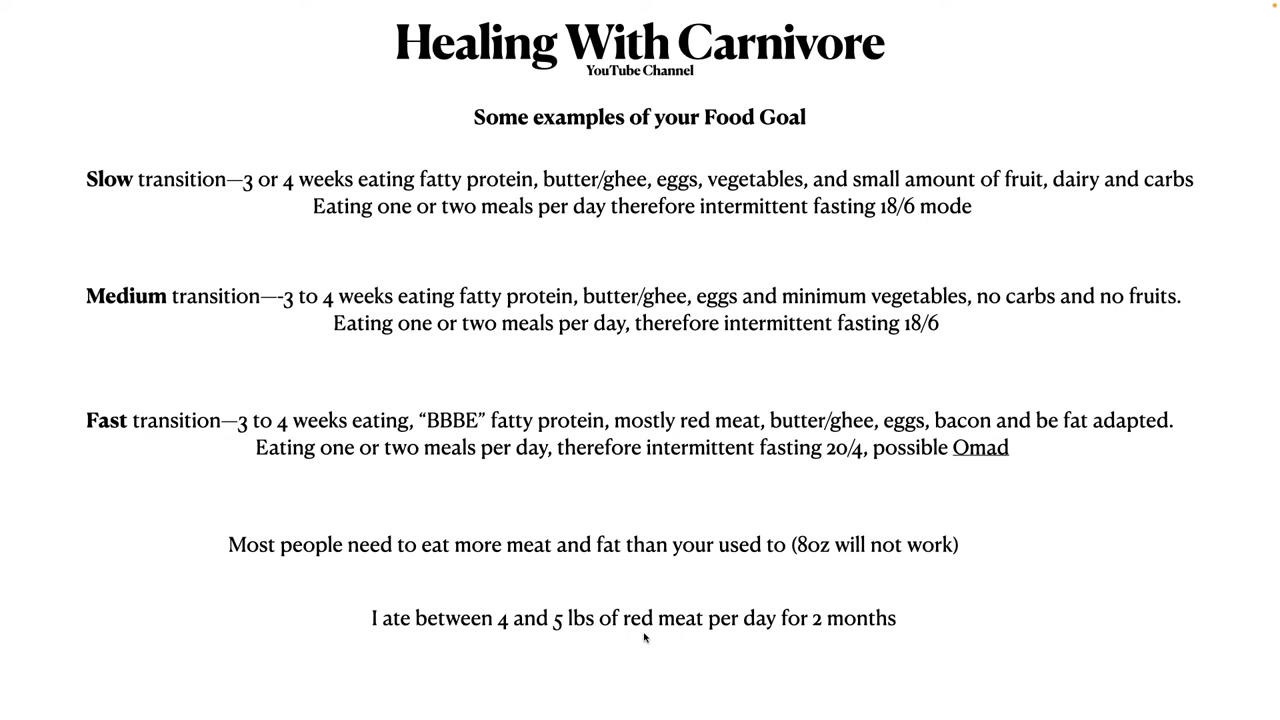 Healing With Carnivore
YouTube Channel
Some examples of your Food Goal
Slow transition—3 or 4 weeks eating fatty protein, butter/ghee, eggs, vegetables, and small amount of fruit, dairy and carbs
Eating one or two meals per day therefore intermittent fasting 18/6 mode
Medium transition—-3 to 4 weeks eating fatty protein, butter/ghee, eggs and minimum vegetables, no carbs and no fruits.
Eating one or two meals per day, therefore intermittent fasting 18/6
Fast transition—3 to 4 weeks eating, “BBBE” fatty protein, mostly red meat, butter/ghee, eggs, bacon and be fat adapted.
Eating one or two meals per day, therefore intermittent fasting 20/4, possible Omad
Most people need to eat more meat and fat than your used to (8oz will not work)
I ate between 4 and 5 lbs of red meat per day for 2 months